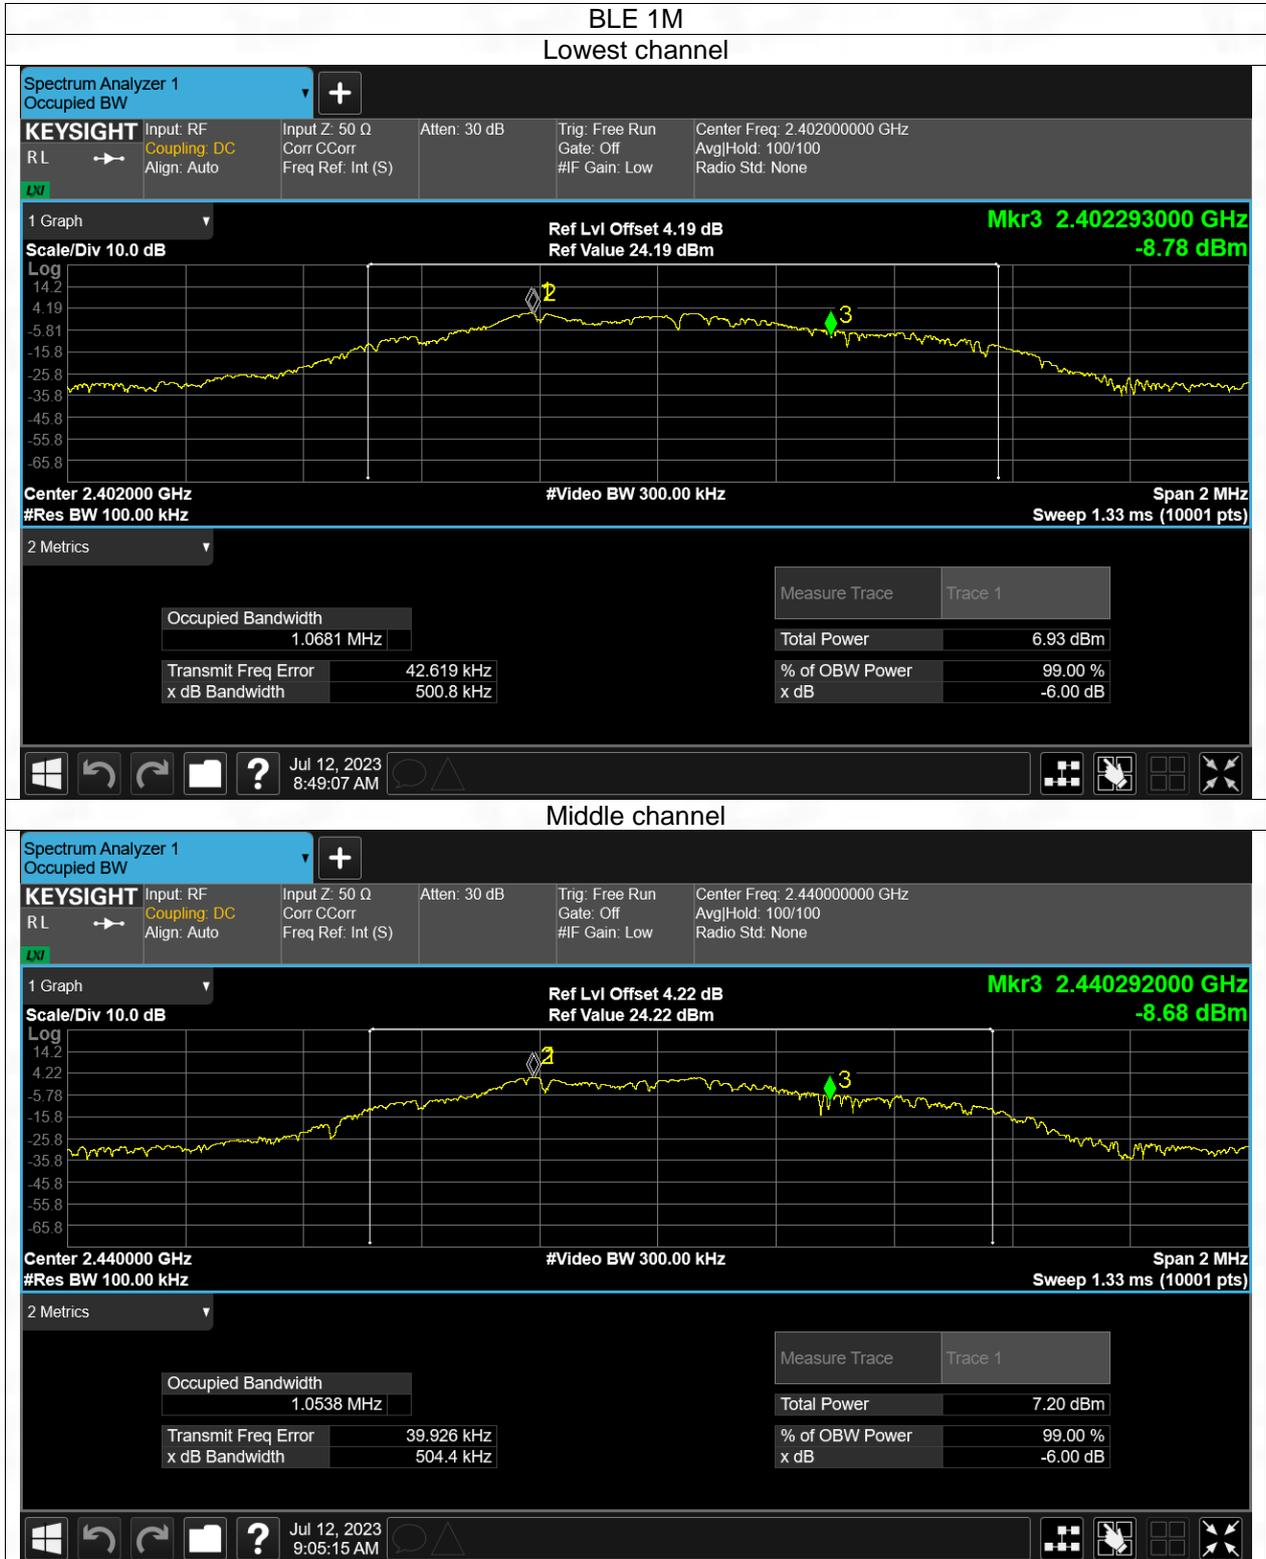 BLE 1M
Lowest channel
Spectrum Analyzer 1
Occupied BW
+
KEYSIGHT
R L
LXI
Input: RF
Coupling: DC
Align: Auto
Input Z: 50 Ω
Corr CCorr
Freq Ref: Int (S)
Atten: 30 dB
Trig: Free Run
Gate: Off
#IF Gain: Low
Center Freq: 2.402000000 GHz
Avg|Hold: 100/100
Radio Std: None
1 Graph
Scale/Div 10.0 dB
Ref Lvl Offset 4.19 dB
Ref Value 24.19 dBm
Mkr3 2.402293000 GHz
-8.78 dBm
Log
14.2
4.19
-5.81
-15.8
-25.8
-35.8
-45.8
-55.8
-65.8
2
3
Center 2.402000 GHz
#Video BW 300.00 kHz
Span 2 MHz
#Res BW 100.00 kHz
Sweep 1.33 ms (10001 pts)
2 Metrics
Measure Trace Trace 1
Occupied Bandwidth
1.0681 MHz
Total Power 6.93 dBm
Transmit Freq Error 42.619 kHz
% of OBW Power 99.00 %
x dB Bandwidth 500.8 kHz
x dB -6.00 dB
?
Jul 12, 2023
8:49:07 AM
Middle channel
Spectrum Analyzer 1
Occupied BW
+
KEYSIGHT
R L
LXI
Input: RF
Coupling: DC
Align: Auto
Input Z: 50 Ω
Corr CCorr
Freq Ref: Int (S)
Atten: 30 dB
Trig: Free Run
Gate: Off
#IF Gain: Low
Center Freq: 2.440000000 GHz
Avg|Hold: 100/100
Radio Std: None
1 Graph
Scale/Div 10.0 dB
Ref Lvl Offset 4.22 dB
Ref Value 24.22 dBm
Mkr3 2.440292000 GHz
-8.68 dBm
Log
14.2
4.22
-5.78
-15.8
-25.8
-35.8
-45.8
-55.8
-65.8
2
3
Center 2.440000 GHz
#Video BW 300.00 kHz
Span 2 MHz
#Res BW 100.00 kHz
Sweep 1.33 ms (10001 pts)
2 Metrics
Measure Trace Trace 1
Occupied Bandwidth
1.0538 MHz
Total Power 7.20 dBm
Transmit Freq Error 39.926 kHz
% of OBW Power 99.00 %
x dB Bandwidth 504.4 kHz
x dB -6.00 dB
?
Jul 12, 2023
9:05:15 AM